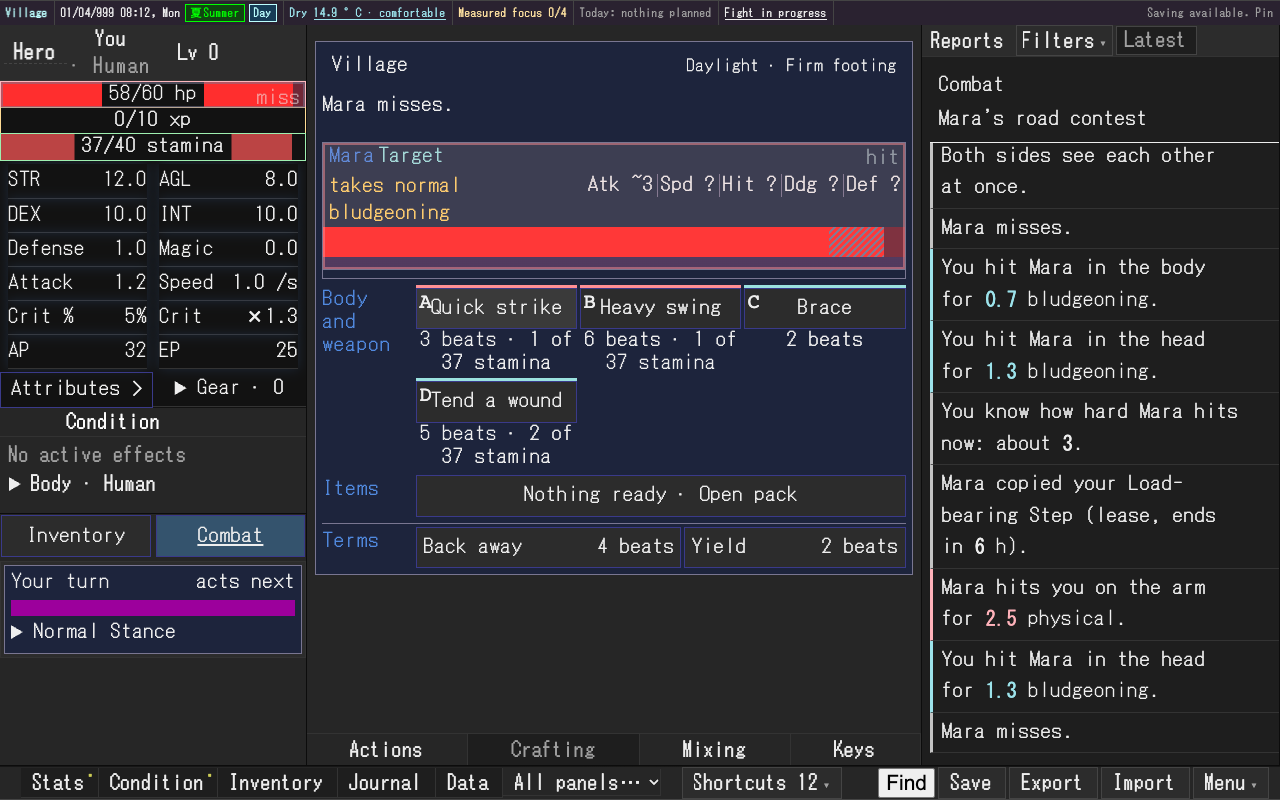 Village 01/04/999 08:12, Mon 夏Summer Day Dry 14.9 ° C · comfortable Measured focus 0/4 Today: nothing planned Fight in progress Saving available. Pin
Hero · You Human Lv 0
58/60 hp miss
0/10 xp
37/40 stamina
STR 12.0 AGL 8.0
DEX 10.0 INT 10.0
Defense 1.0 Magic 0.0
Attack 1.2 Speed 1.0 /s
Crit % 5% Crit ×1.3
AP 32 EP 25
Attributes > ▶ Gear · 0
Condition
No active effects
▶ Body · Human
Inventory Combat
Your turn acts next
▶ Normal Stance
Village Daylight · Firm footing
Mara misses.
Mara Target hit
takes normal bludgeoning Atk ~3 Spd ? Hit ? Ddg ? Def ?
Body and weapon
A Quick strike
3 beats · 1 of 37 stamina
B Heavy swing
6 beats · 1 of 37 stamina
C Brace
2 beats
D Tend a wound
5 beats · 2 of 37 stamina
Items Nothing ready · Open pack
Terms Back away 4 beats Yield 2 beats
Actions Crafting Mixing Keys
Reports Filters▾ Latest
Combat
Mara's road contest
Both sides see each other
at once.
Mara misses.
You hit Mara in the body
for 0.7 bludgeoning.
You hit Mara in the head
for 1.3 bludgeoning.
You know how hard Mara hits
now: about 3.
Mara copied your Load-
bearing Step (lease, ends
in 6 h).
Mara hits you on the arm
for 2.5 physical.
You hit Mara in the head
for 1.3 bludgeoning.
Mara misses.
Stats Condition Inventory Journal Data All panels… Shortcuts 12▾ Find Save Export Import Menu▾